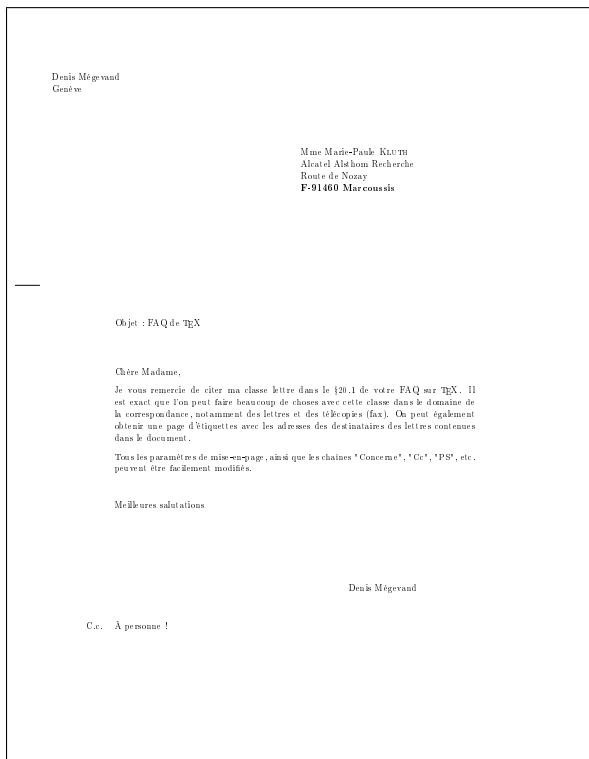 Denis Mégevand
Genève
Mme Marie-Paule KLUTH
Alcatel Alsthom Recherche
Route de Nozay
F-91460 Marcoussis
Objet : FAQ de TEX
Chère Madame,
Je vous remercie de citer ma classe lettre dans le §20.1 de votre FAQ sur TEX. Il
est exact que l'on peut faire beaucoup de choses avec cette classe dans le domaine de
la correspondance, notamment des lettres et des télécopies (fax). On peut également
obtenir une page d'étiquettes avec les adresses des destinataires des lettres contenues
dans le document.
Tous les paramètres de mise-en-page, ainsi que les chaînes "Concerne", "Cc", "PS", etc.
peuvent être facilement modifiés.
Meilleures salutations
Denis Mégevand
C.c. À personne !